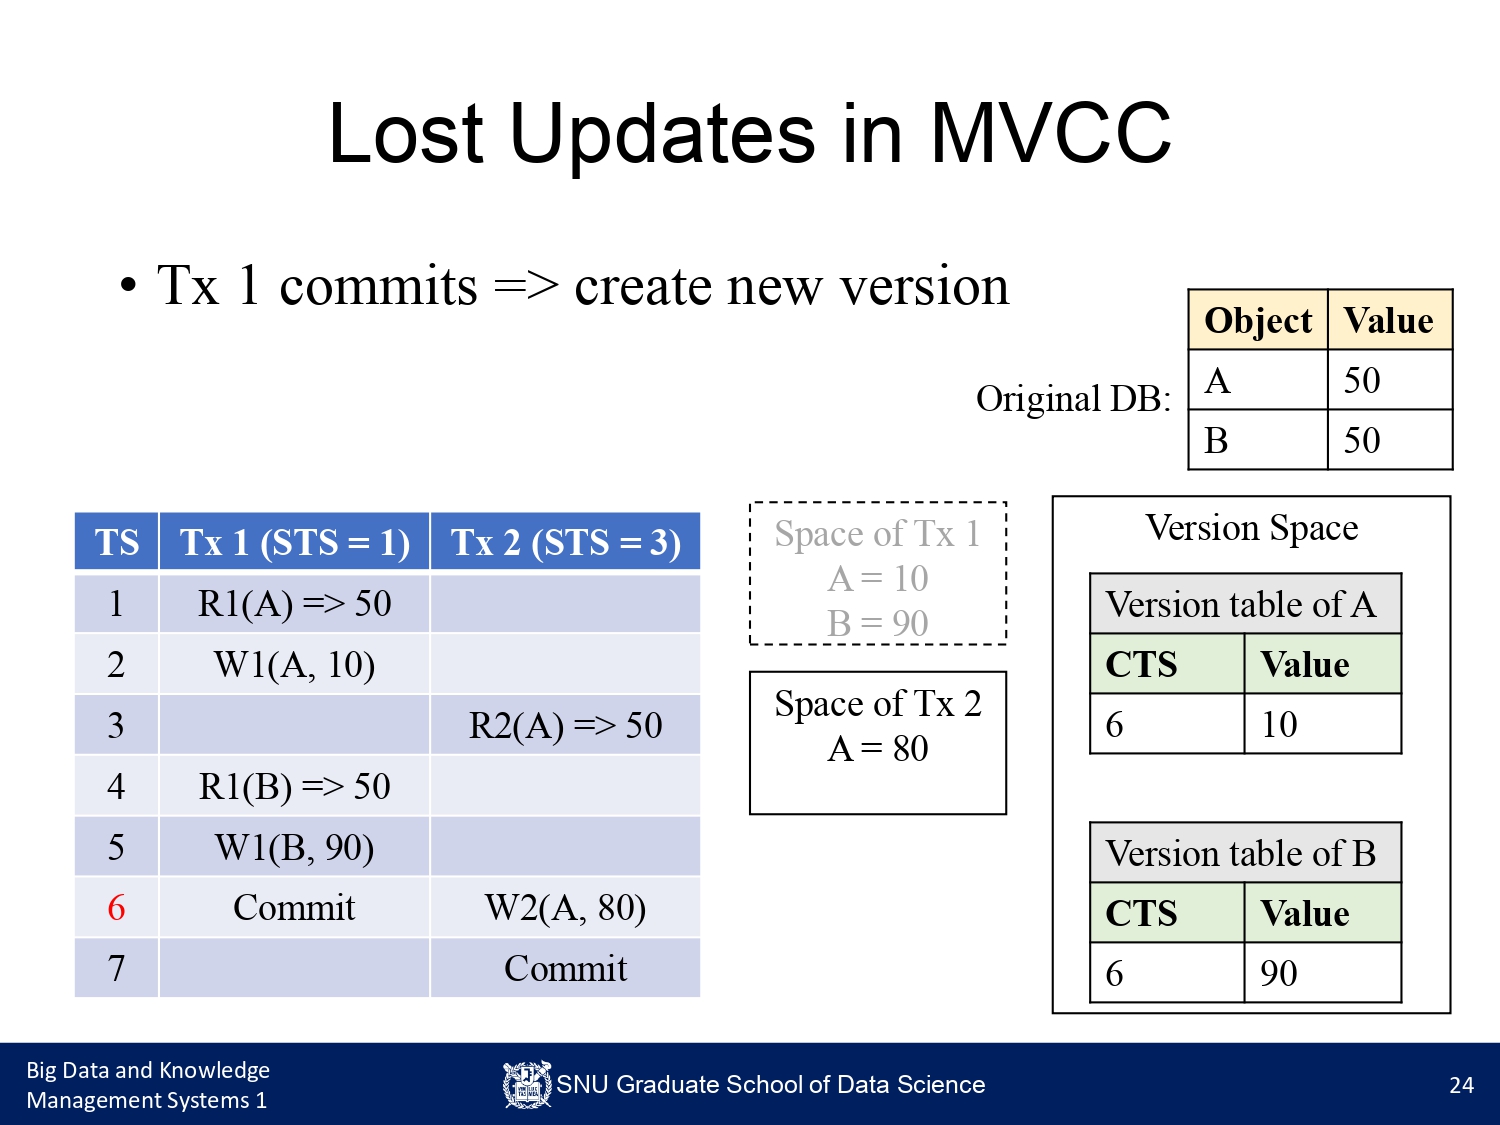 Lost Updates in MVCC
• Tx 1 commits => create new version
Original DB:
Object Value
A 50
B 50
TS Tx 1 (STS = 1) Tx 2 (STS = 3)
1 R1(A) => 50
2 W1(A, 10)
3 R2(A) => 50
4 R1(B) => 50
5 W1(B, 90)
6 Commit W2(A, 80)
7 Commit
Space of Tx 1
A = 10
B = 90
Space of Tx 2
A = 80
Version Space
Version table of A
CTS Value
6 10
Version table of B
CTS Value
6 90
Big Data and Knowledge
Management Systems 1
SNU Graduate School of Data Science
24